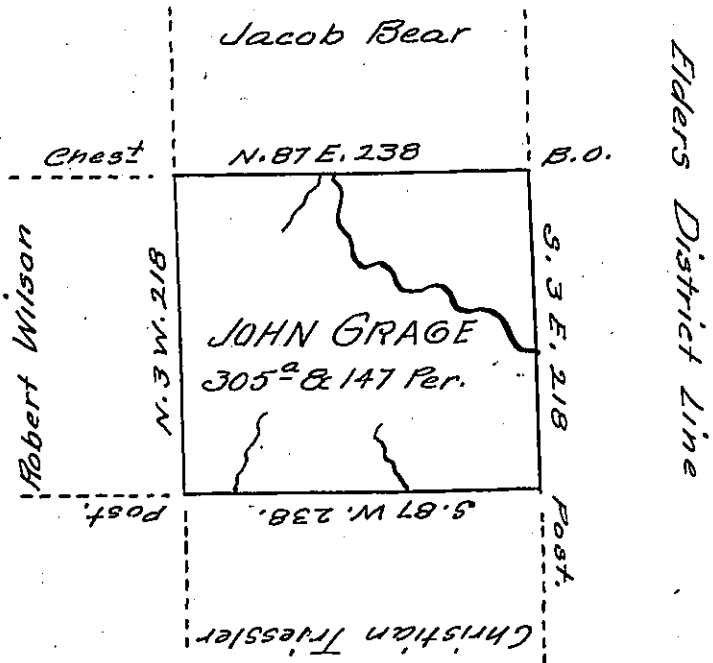 Jacob Bear
Chest
N. 87 E. 238
B.O.
Elders District Line
Robert Wilson
N. 3 W. 218
S. 3 E. 218
JOHN GRAGE
305ª & 147 Per.
Post.
S. 87 W. 238.
Post.
Christian Triessler